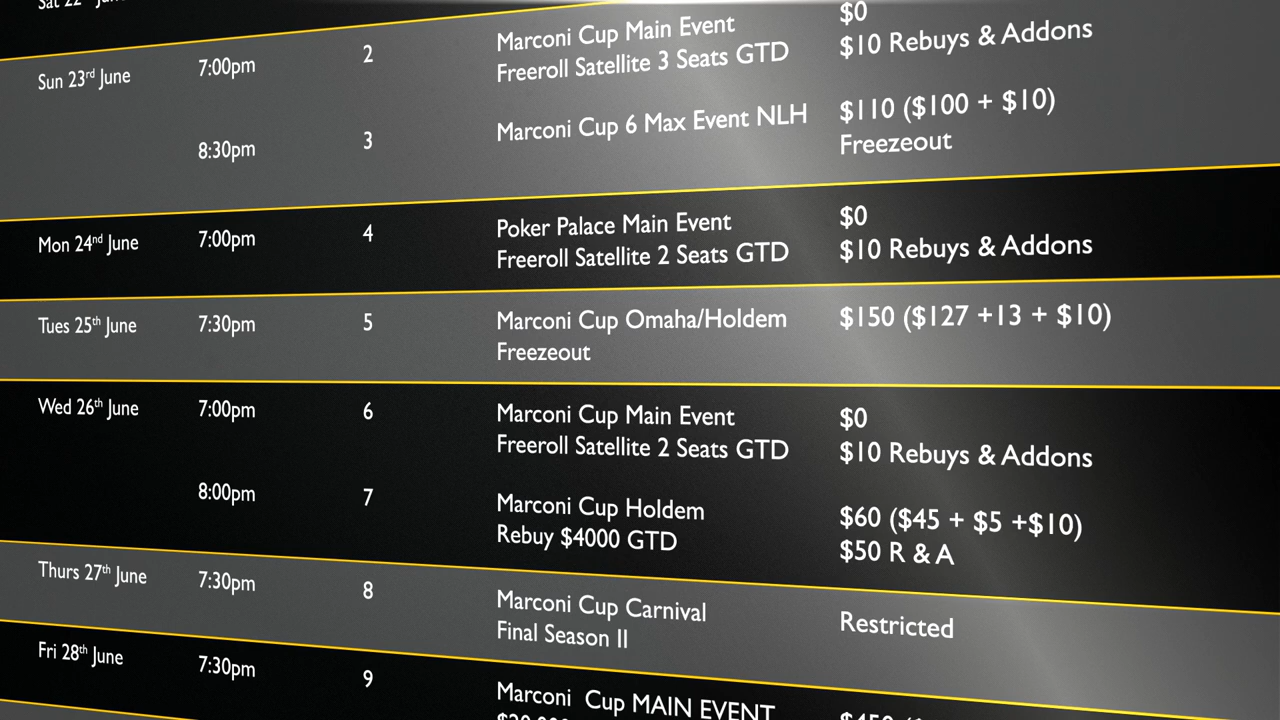 Sat 22
$0
Marconi Cup Main Event
Sun 23rd June 7:00pm 2 Freeroll Satellite 3 Seats GTD $10 Rebuys & Addons
8:30pm 3 Marconi Cup 6 Max Event NLH $110 ($100 + $10)
Freezeout
Poker Palace Main Event $0
Mon 24nd June 7:00pm 4 Freeroll Satellite 2 Seats GTD $10 Rebuys & Addons
Tues 25th June 7:30pm 5 Marconi Cup Omaha/Holdem $150 ($127 +13 + $10)
Freezeout
Wed 26th June 7:00pm 6 Marconi Cup Main Event $0
Freeroll Satellite 2 Seats GTD $10 Rebuys & Addons
8:00pm 7 Marconi Cup Holdem $60 ($45 + $5 +$10)
Rebuy $4000 GTD $50 R & A
Thurs 27th June 7:30pm 8 Marconi Cup Carnival Restricted
Final Season II
Fri 28th June 7:30pm 9 Marconi Cup MAIN EVENT